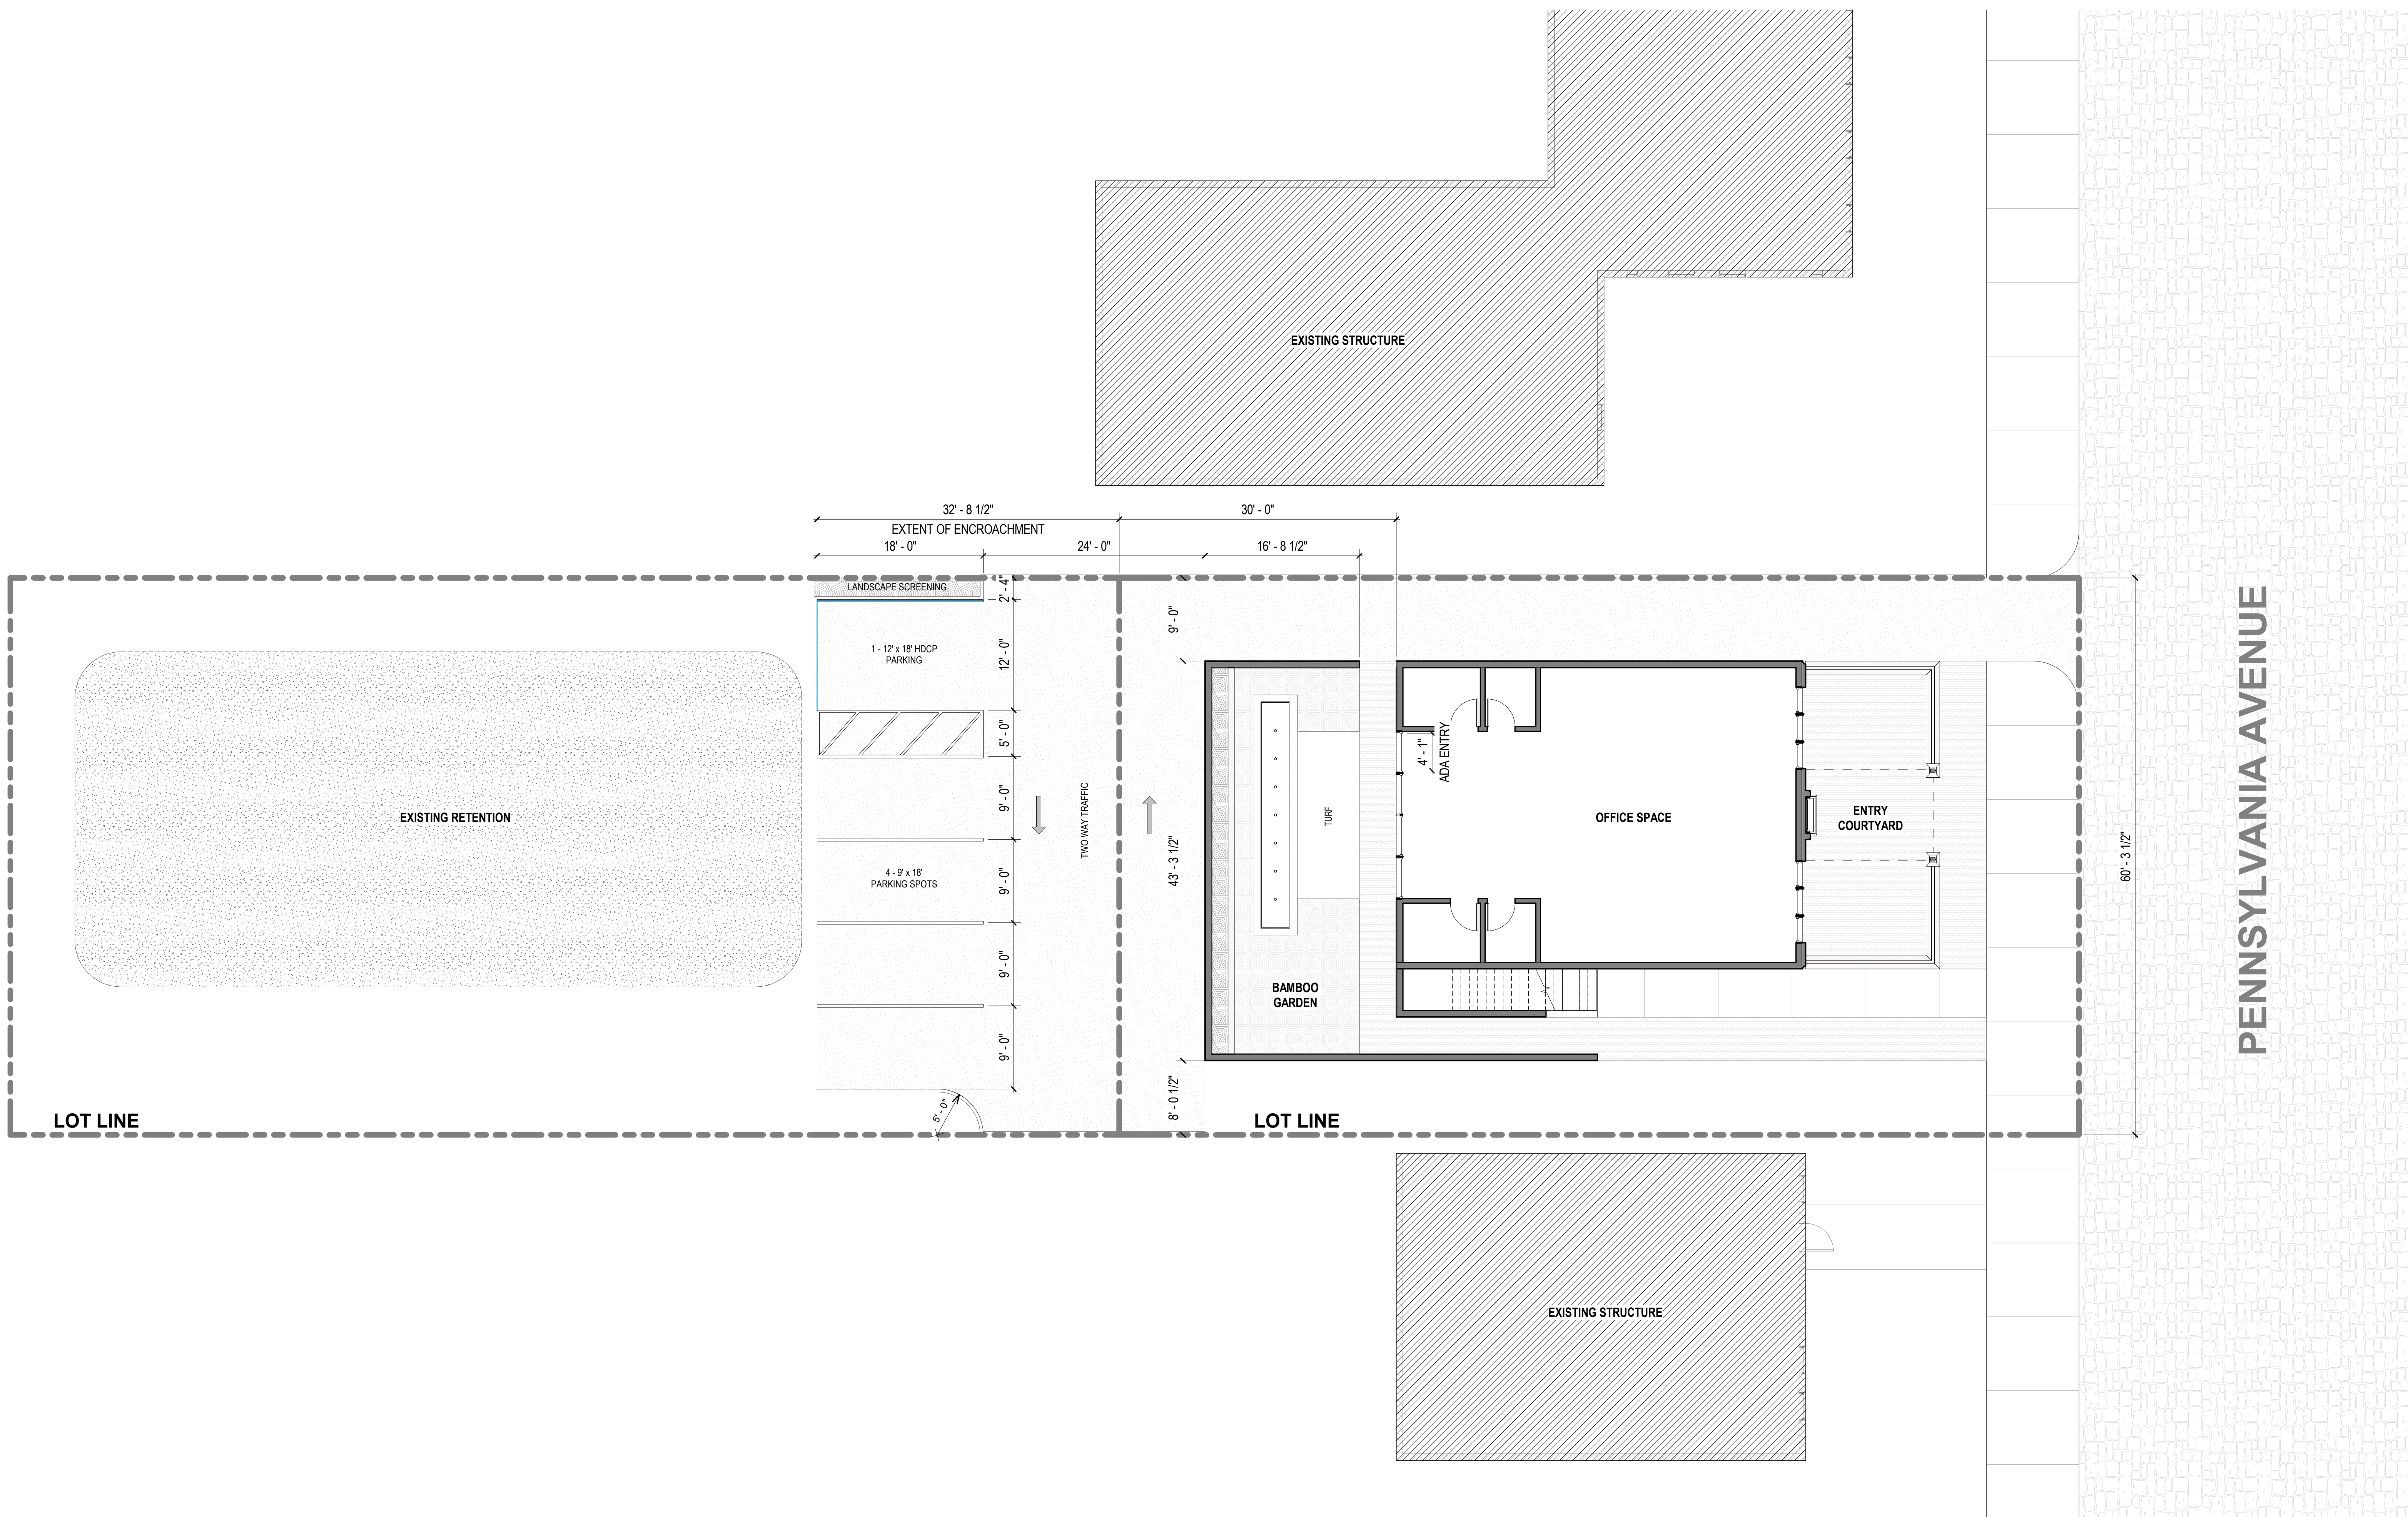 EXISTING STRUCTURE
32' - 8 1/2"
30' - 0"
EXTENT OF ENCROACHMENT
18' - 0"
24' - 0"
16' - 8 1/2"
LANDSCAPE SCREENING
2' - 4"
9' - 0"
1 - 12' x 18' HDCP
PARKING
12' - 0"
5' - 0"
4' - 1"
ADA ENTRY
9' - 0"
TWO WAY TRAFFIC
EXISTING RETENTION
TURF
OFFICE SPACE
ENTRY
COURTYARD
PENNSYLVANIA AVENUE
60' - 3 1/2"
43' - 3 1/2"
4 - 9' x 18'
PARKING SPOTS
9' - 0"
9' - 0"
BAMBOO
GARDEN
9' - 0"
8' - 0 1/2"
5' - 0"
LOT LINE
LOT LINE
EXISTING STRUCTURE